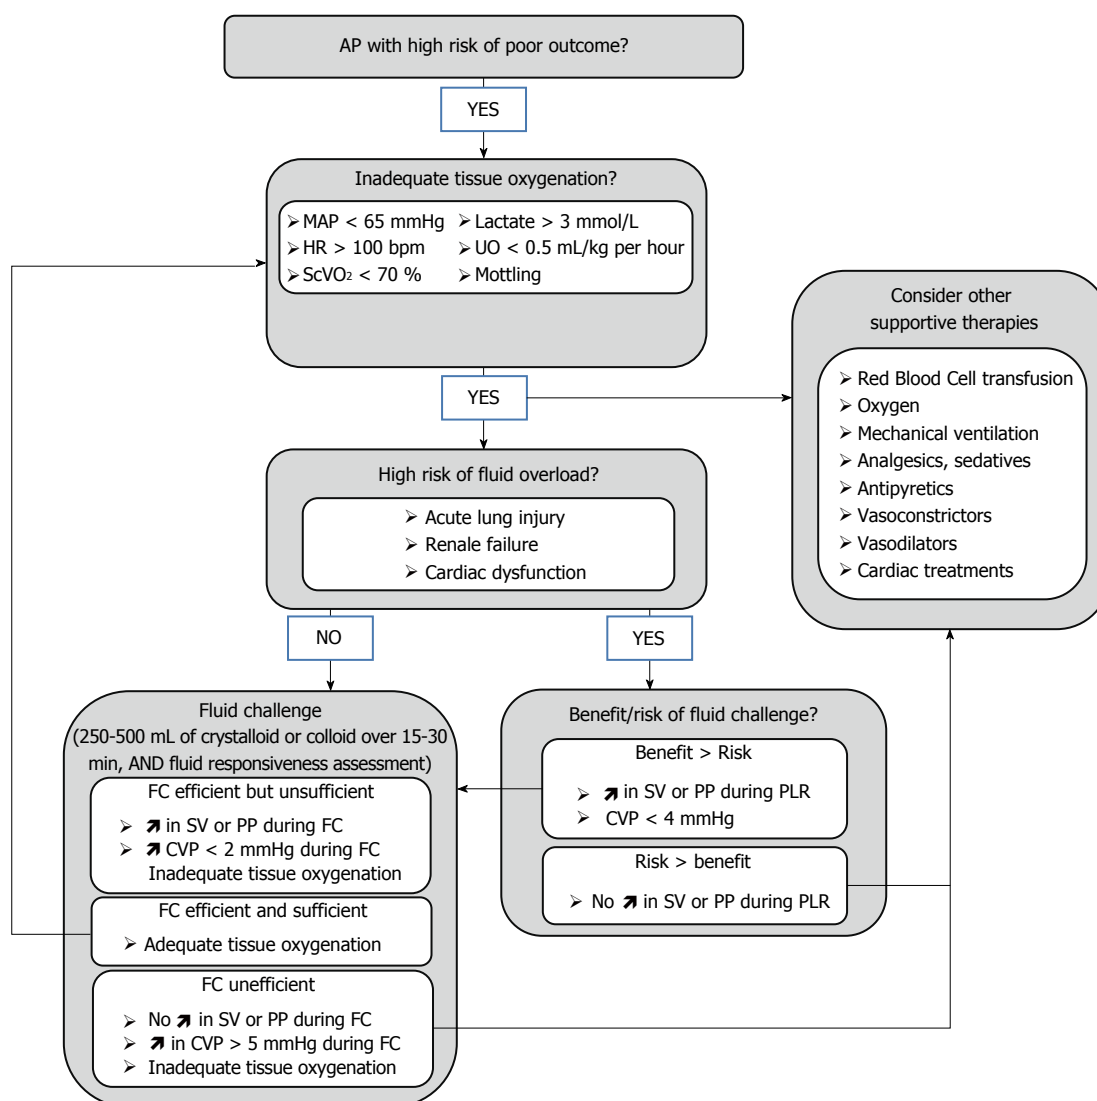 AP with high risk of poor outcome?
YES
Inadequate tissue oxygenation?
➢ MAP < 65 mmHg
➢ HR > 100 bpm
➢ ScVO₂ < 70 %
➢ Lactate > 3 mmol/L
➢ UO < 0.5 mL/kg per hour
➢ Mottling
YES
Consider other
supportive therapies
➢ Red Blood Cell transfusion
➢ Oxygen
➢ Mechanical ventilation
➢ Analgesics, sedatives
➢ Antipyretics
➢ Vasoconstrictors
➢ Vasodilators
➢ Cardiac treatments
High risk of fluid overload?
➢ Acute lung injury
➢ Renale failure
➢ Cardiac dysfunction
NO
YES
Fluid challenge
(250-500 mL of crystalloid or colloid over 15-30
min, AND fluid responsiveness assessment)
FC efficient but unsufficient
➢ ↗ in SV or PP during FC
➢ ↗ CVP < 2 mmHg during FC
Inadequate tissue oxygenation
FC efficient and sufficient
➢ Adequate tissue oxygenation
FC unefficient
➢ No ↗ in SV or PP during FC
➢ ↗ in CVP > 5 mmHg during FC
➢ Inadequate tissue oxygenation
Benefit/risk of fluid challenge?
Benefit > Risk
➢ ↗ in SV or PP during PLR
➢ CVP < 4 mmHg
Risk > benefit
➢ No ↗ in SV or PP during PLR